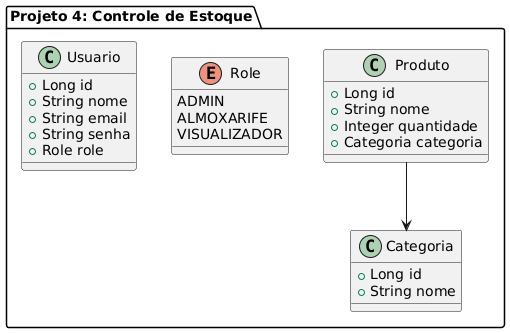 Projeto 4: Controle de Estoque
C Usuario
Long id
String nome
String email
String senha
Role role
E Role
ADMIN
ALMOXARIFE
VISUALIZADOR
C Produto
Long id
String nome
Integer quantidade
Categoria categoria
C Categoria
Long id
String nome